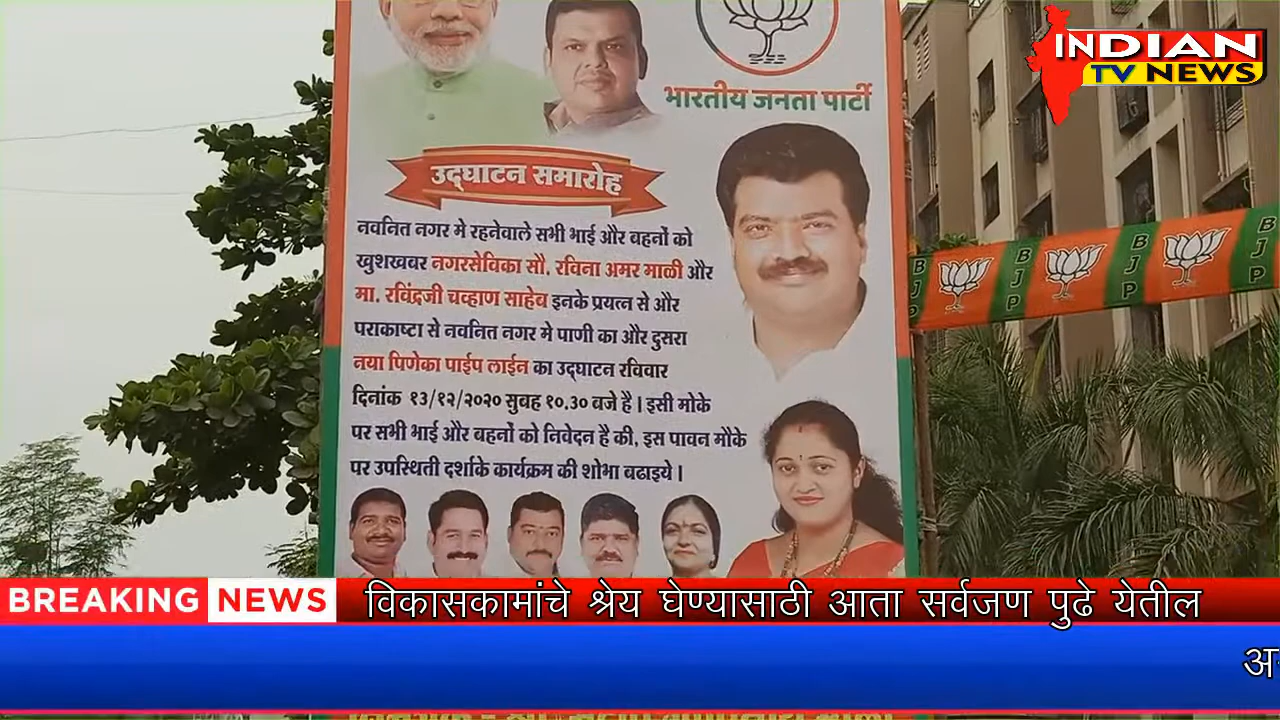 INDIAN
TV NEWS
भारतीय जनता पार्टी
उद्घाटन समारोह
नवनित नगर मे रहनेवाले सभी भाई और बहनों को
खुशखबर नगरसेविका सौ. रविना अमर माळी और
मा. रविंद्रजी चव्हाण साहेब इनके प्रयत्न से और
पराकाष्टा से नवनित नगर मे पाणी का और दुसरा
नया पिणेका पाईप लाईन का उद्घाटन रविवार
दिनांक १३/१२/२०२० सुबह १०.३० बजे है । इसी मोके
पर सभी भाई और बहनों को निवेदन है की, इस पावन मौके
पर उपस्थिती दर्शाके कार्यक्रम की शोभा बढाइये ।
BJP BJP BJP
BREAKING NEWS विकासकामांचे श्रेय घेण्यासाठी आता सर्वजण पुढे येतील